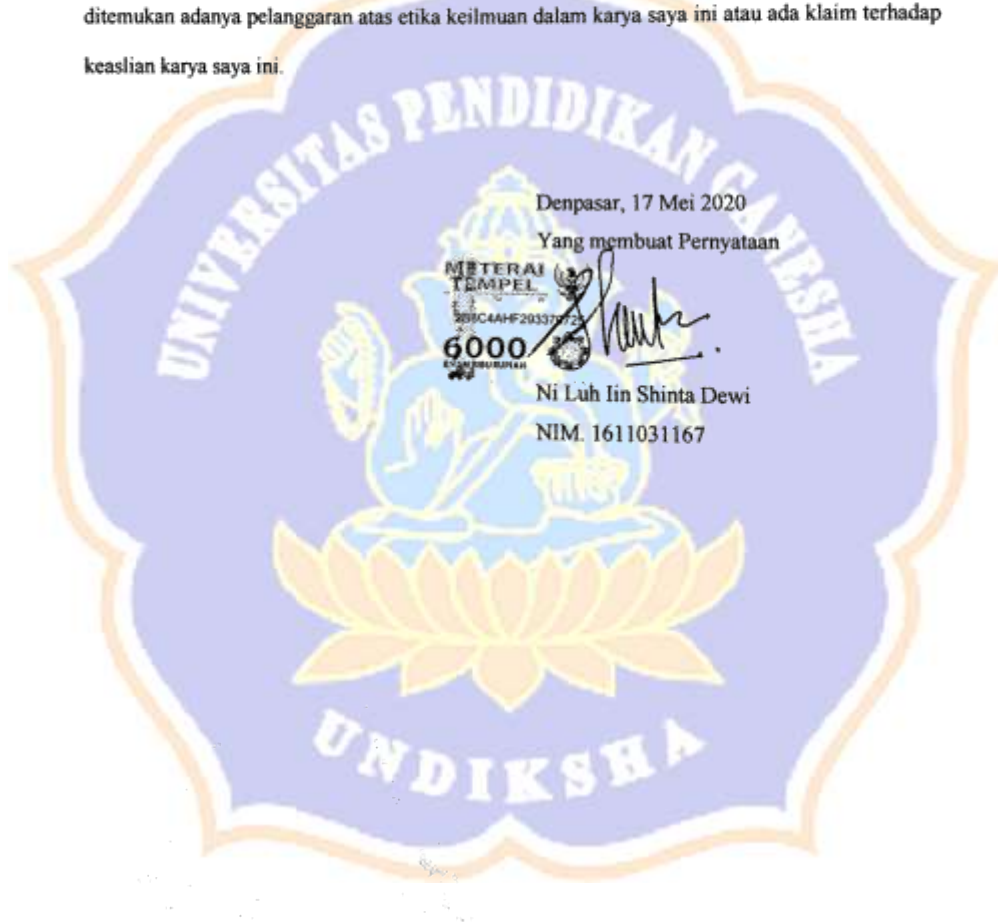 ditemukan adanya pelanggaran atas etika keilmuan dalam karya saya ini atau ada klaim terhadap
keaslian karya saya ini.
UNIVERSITAS PENDIDIKAN GANESHA
Denpasar, 17 Mei 2020
Yang membuat Pernyataan
METERAI
TEMPEL
6000
Ni Luh Iin Shinta Dewi
NIM. 1611031167
UNDIKSHA